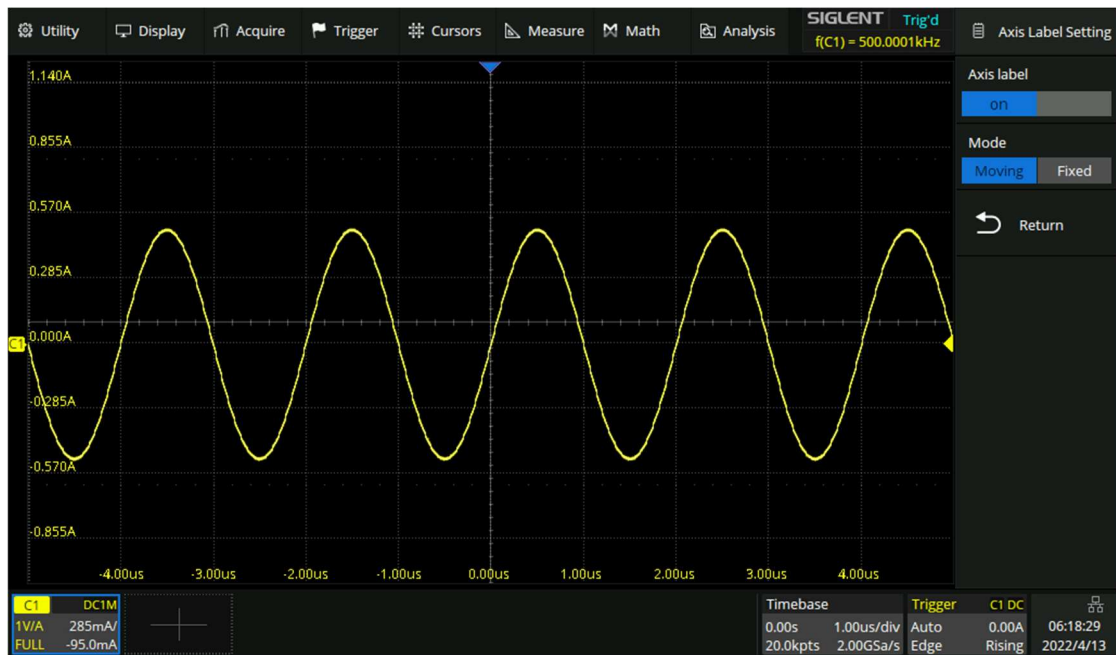 Utility Display Acquire Trigger Cursors Measure Math Analysis
SIGLENT Trig'd
f(C1) = 500.0001kHz
Axis Label Setting
Axis label
on
Mode
Moving Fixed
Return
1.140A
0.855A
0.570A
0.285A
C1 0.000A
-0.285A
-0.570A
-0.855A
-4.00us -3.00us -2.00us -1.00us 0.00us 1.00us 2.00us 3.00us 4.00us
C1 DC1M
1V/A 285mA/
FULL -95.0mA
Timebase
0.00s 1.00us/div
20.0kpts 2.00GSa/s
Trigger C1 DC
Auto 0.00A
Edge Rising
06:18:29
2022/4/13